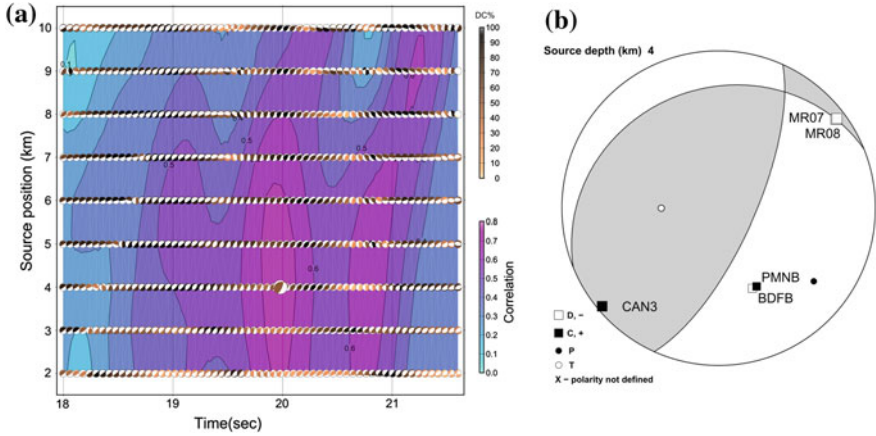 (a)
DC%
100
90
80
70
60
50
40
30
20
10
0
Source position (km)
10
9
8
7
6
5
4
3
2
0.1
0.5
0.5
0.5
0.6
0.6
18
19
20
21
Time(sec)
Correlation
0.8
0.7
0.6
0.5
0.4
0.3
0.2
0.1
0.0
(b)
Source depth (km) 4
MR07
MR08
PMNB
BDFB
CAN3
D, −
C, +
P
T
X − polarity not defined